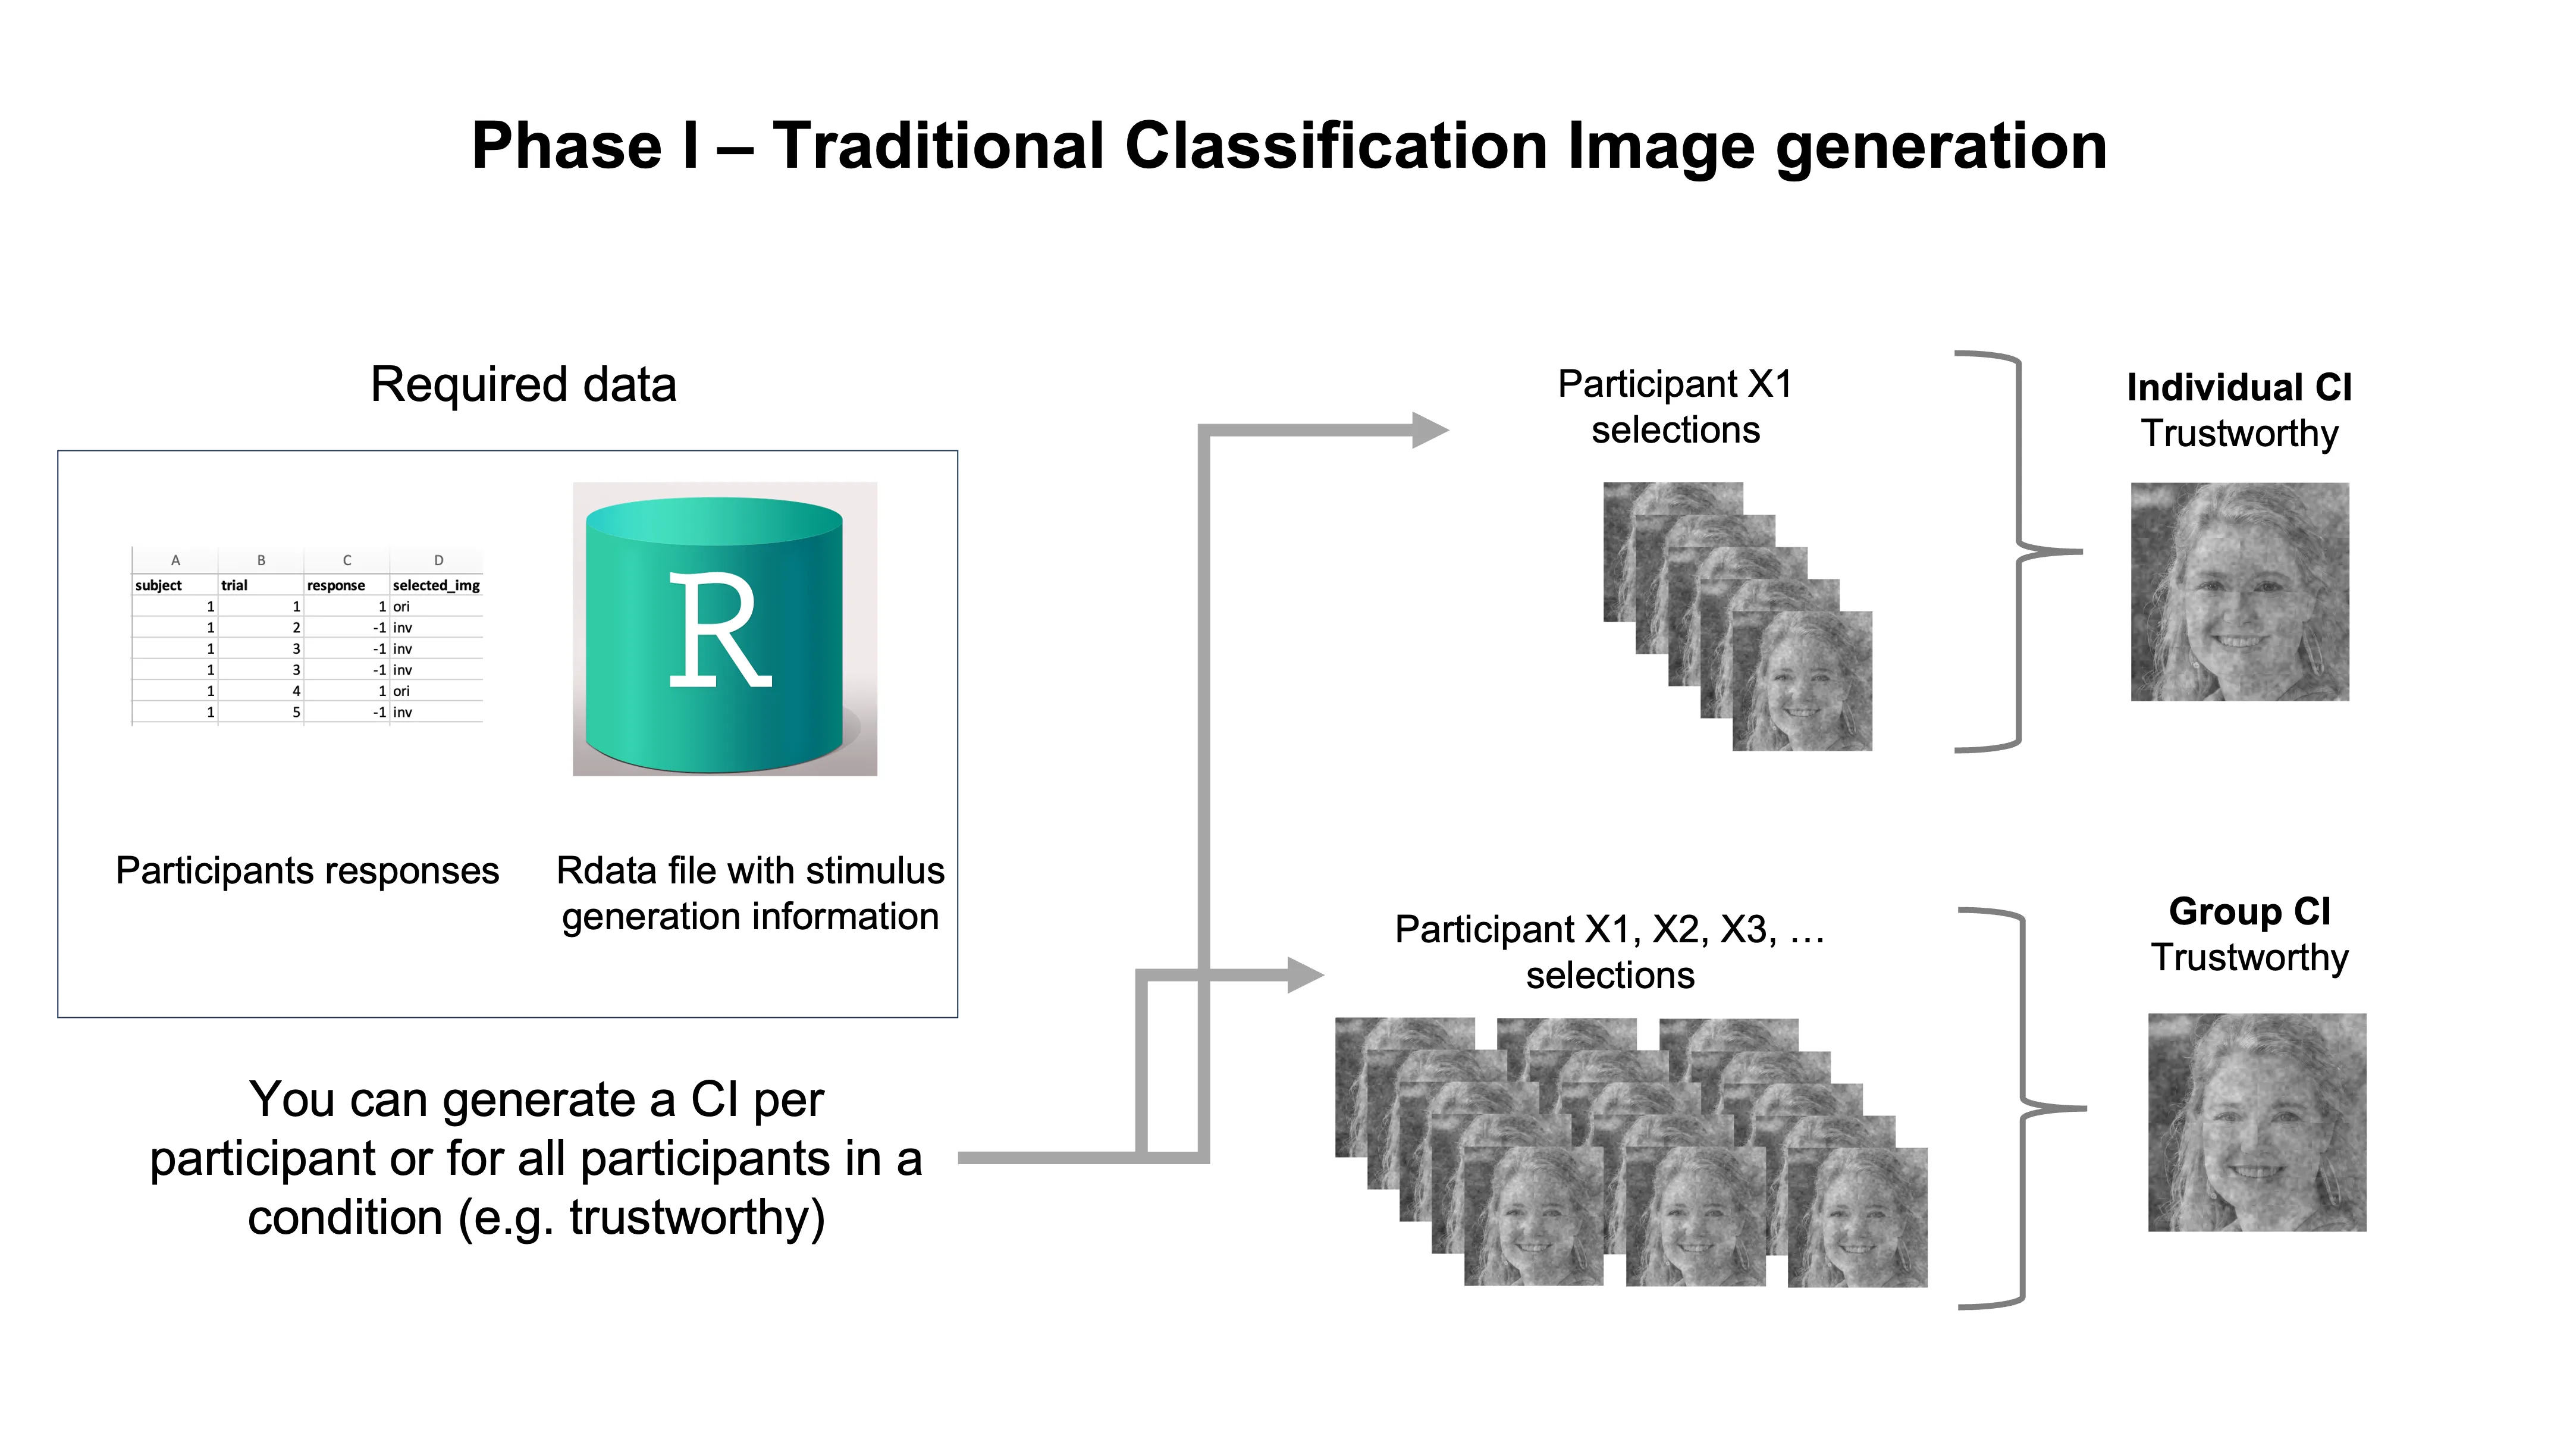 Phase I – Traditional Classification Image generation
Required data
A B C D
subject trial response selected_img
1 1 1 ori
1 2 -1 inv
1 3 -1 inv
1 3 -1 inv
1 4 1 ori
1 5 -1 inv
R
Participants responses
Rdata file with stimulus
generation information
You can generate a CI per
participant or for all participants in a
condition (e.g. trustworthy)
Participant X1
selections
Individual CI
Trustworthy
Participant X1, X2, X3, …
selections
Group CI
Trustworthy